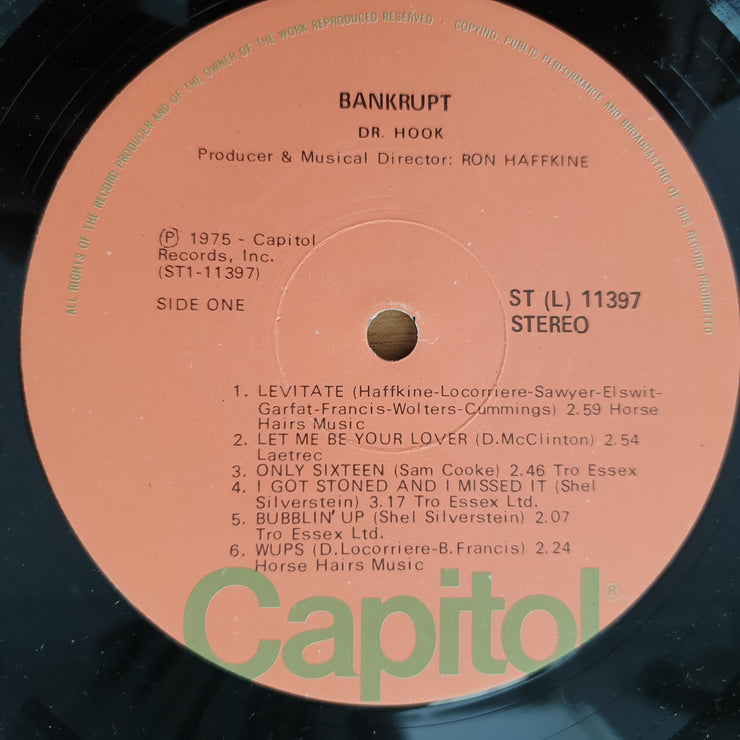 ALL RIGHTS OF THE RECORD PRODUCER AND OF THE OWNER OF THE WORK REPRODUCED RESERVED · COPYING, PUBLIC PERFORMANCE AND BROADCASTING OF THIS RECORD PROHIBITED
BANKRUPT
DR. HOOK
Producer & Musical Director: RON HAFFKINE
Ⓟ 1975 - Capitol
Records, Inc.
(ST1-11397)
SIDE ONE
ST (L) 11397
STEREO
1. LEVITATE (Haffkine-Locorriere-Sawyer-Elswit-
Garfat-Francis-Wolters-Cummings) 2.59 Horse
Hairs Music
2. LET ME BE YOUR LOVER (D.McClinton) 2.54
Laetrec
3. ONLY SIXTEEN (Sam Cooke) 2.46 Tro Essex
4. I GOT STONED AND I MISSED IT (Shel
Silverstein) 3.17 Tro Essex Ltd.
5. BUBBLIN' UP (Shel Silverstein) 2.07
Tro Essex Ltd.
6. WUPS (D.Locorriere-B.Francis) 2.24
Horse Hairs Music
Capitol®